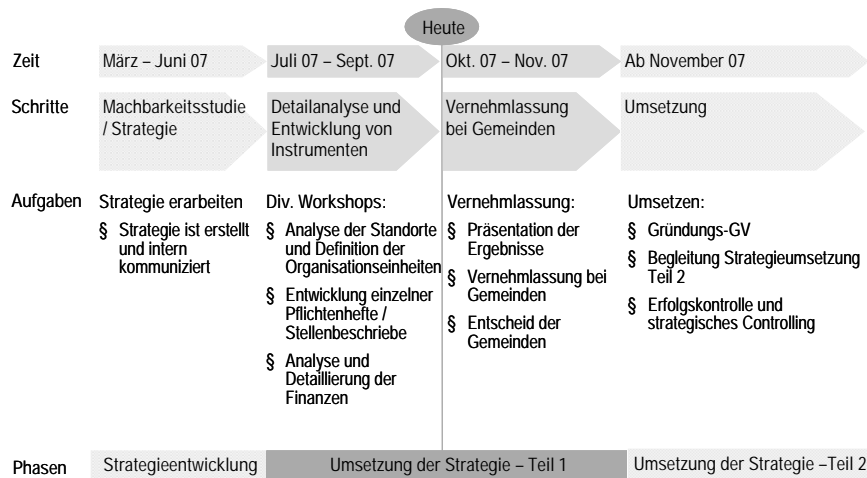 Heute
Zeit
März – Juni 07
Juli 07 – Sept. 07
Okt. 07 – Nov. 07
Ab November 07
Schritte
Machbarkeitsstudie
/ Strategie
Detailanalyse und
Entwicklung von
Instrumenten
Vernehmlassung
bei Gemeinden
Umsetzung
Aufgaben
Strategie erarbeiten
§ Strategie ist erstellt
und intern
kommuniziert
Div. Workshops:
§ Analyse der Standorte
und Definition der
Organisationseinheiten
§ Entwicklung einzelner
Pflichtenhefte /
Stellenbeschriebe
§ Analyse und
Detaillierung der
Finanzen
Vernehmlassung:
§ Präsentation der
Ergebnisse
§ Vernehmlassung bei
Gemeinden
§ Entscheid der
Gemeinden
Umsetzen:
§ Gründungs-GV
§ Begleitung Strategieumsetzung
Teil 2
§ Erfolgskontrolle und
strategisches Controlling
Phasen
Strategieentwicklung
Umsetzung der Strategie – Teil 1
Umsetzung der Strategie –Teil 2